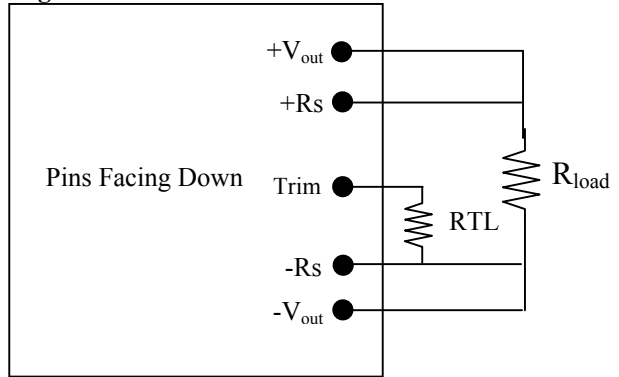 +Vout
+Rs
Pins Facing Down
Trim
Rload
RTL
-Rs
-Vout